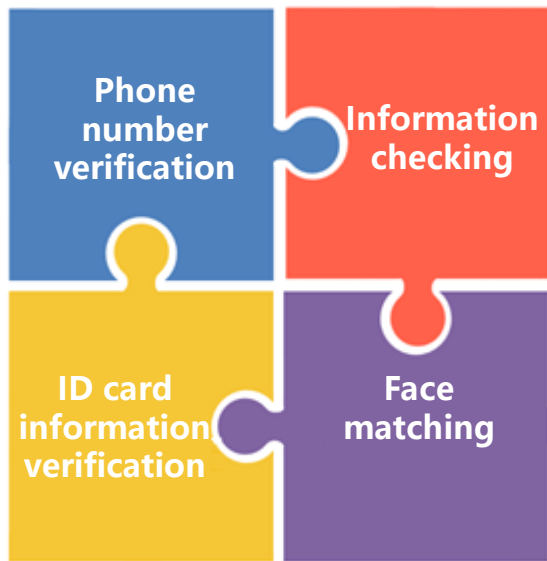 Phone
number
verification
Information
checking
ID card
information
verification
Face
matching